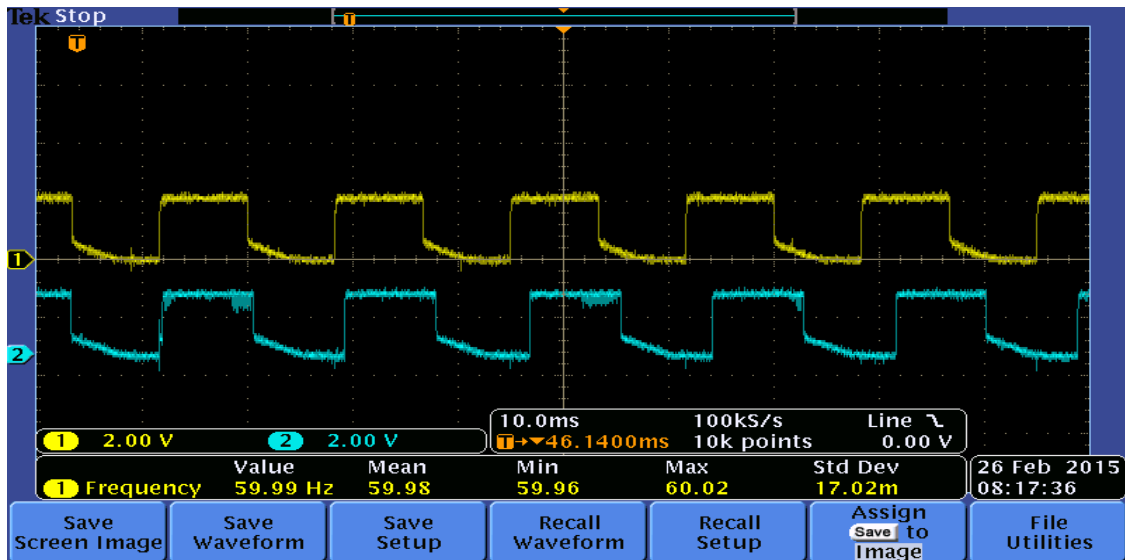 Tek Stop
T
T
1
2
10.0ms 100kS/s Line
1 2.00 V 2 2.00 V T→▼46.1400ms 10k points 0.00 V
Value Mean Min Max Std Dev 26 Feb 2015
1 Frequency 59.99 Hz 59.98 59.96 60.02 17.02m 08:17:36
Save Screen Image
Save Waveform
Save Setup
Recall Waveform
Recall Setup
Assign Save to Image
File Utilities